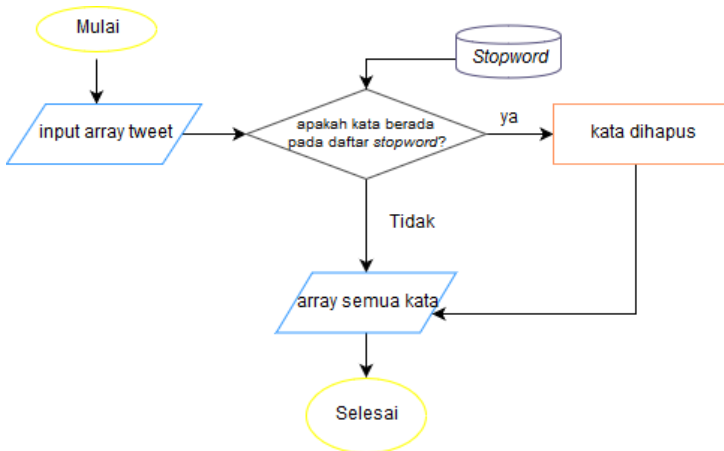 Mulai
Stopword
input array tweet
apakah kata berada
pada daftar stopword?
ya
kata dihapus
Tidak
array semua kata
Selesai